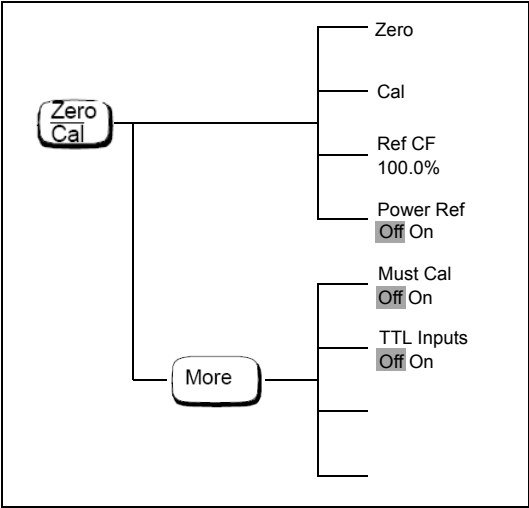 Zero
Cal
Zero
Cal
Ref CF
100.0%
Power Ref
Off On
Must Cal
Off On
TTL Inputs
Off On
More